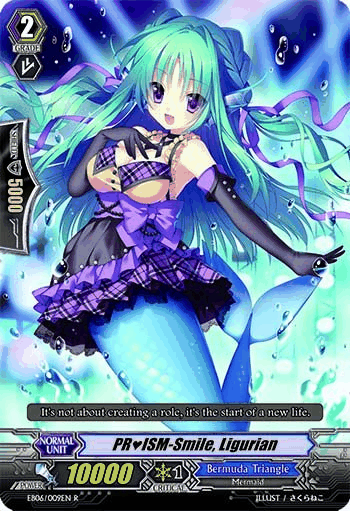 2
GRADE
SHIELD
5000
It's not about creating a role, it's the start of a new life.
NORMAL UNIT
PR♥ISM-Smile, Ligurian
POWER
10000
1
CRITICAL
Bermuda Triangle
Mermaid
EB06/009EN R
ILLUST / さくらねこ